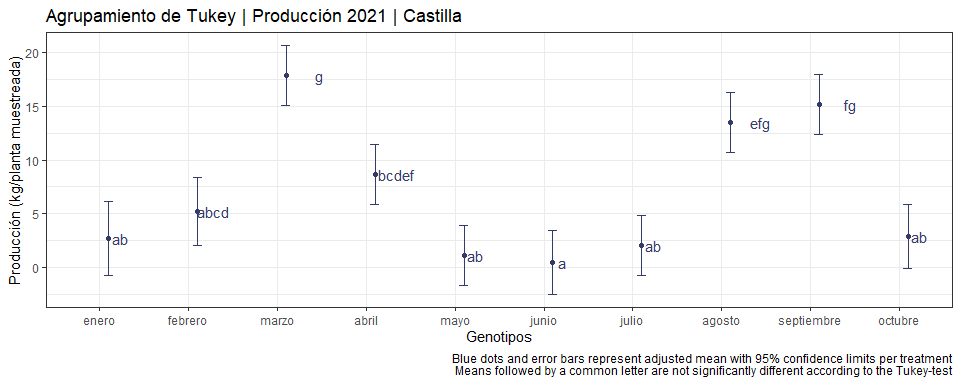 Agrupamiento de Tukey | Producción 2021 | Castilla
Producción (kg/planta muestreada)
20
15
10
5
0
ab
abcd
g
bcdef
ab
a
ab
efg
fg
ab
enero febrero marzo abril mayo junio julio agosto septiembre octubre
Genotipos
Blue dots and error bars represent adjusted mean with 95% confidence limits per treatment
Means followed by a common letter are not significantly different according to the Tukey-test